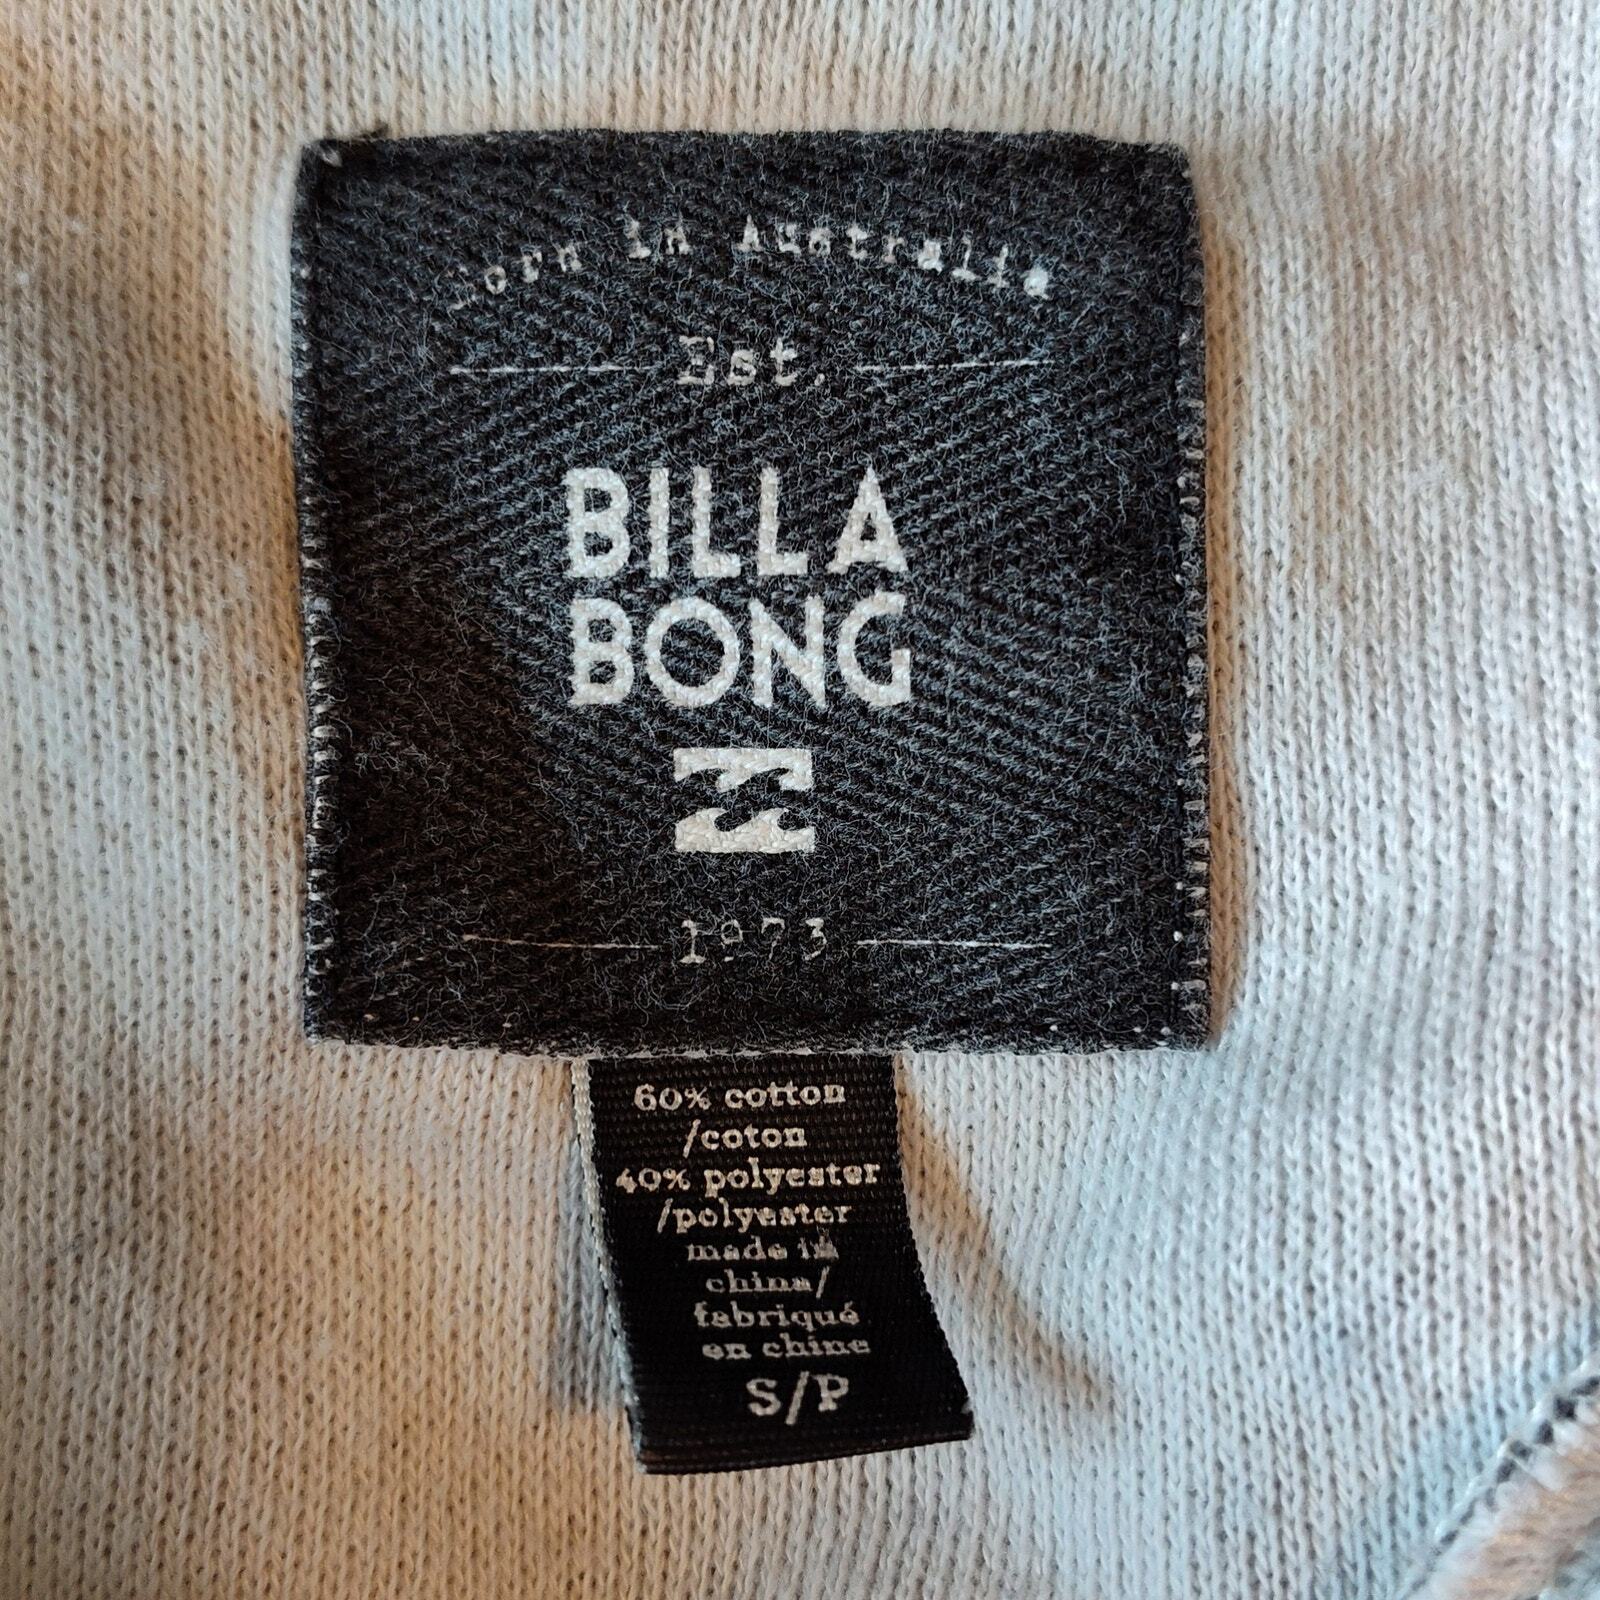 Born in Australia
Est.
BILLA
BONG
1973
60% cotton
/coton
40% polyester
/polyester
made in
china/
fabriqué
en chine
S/P